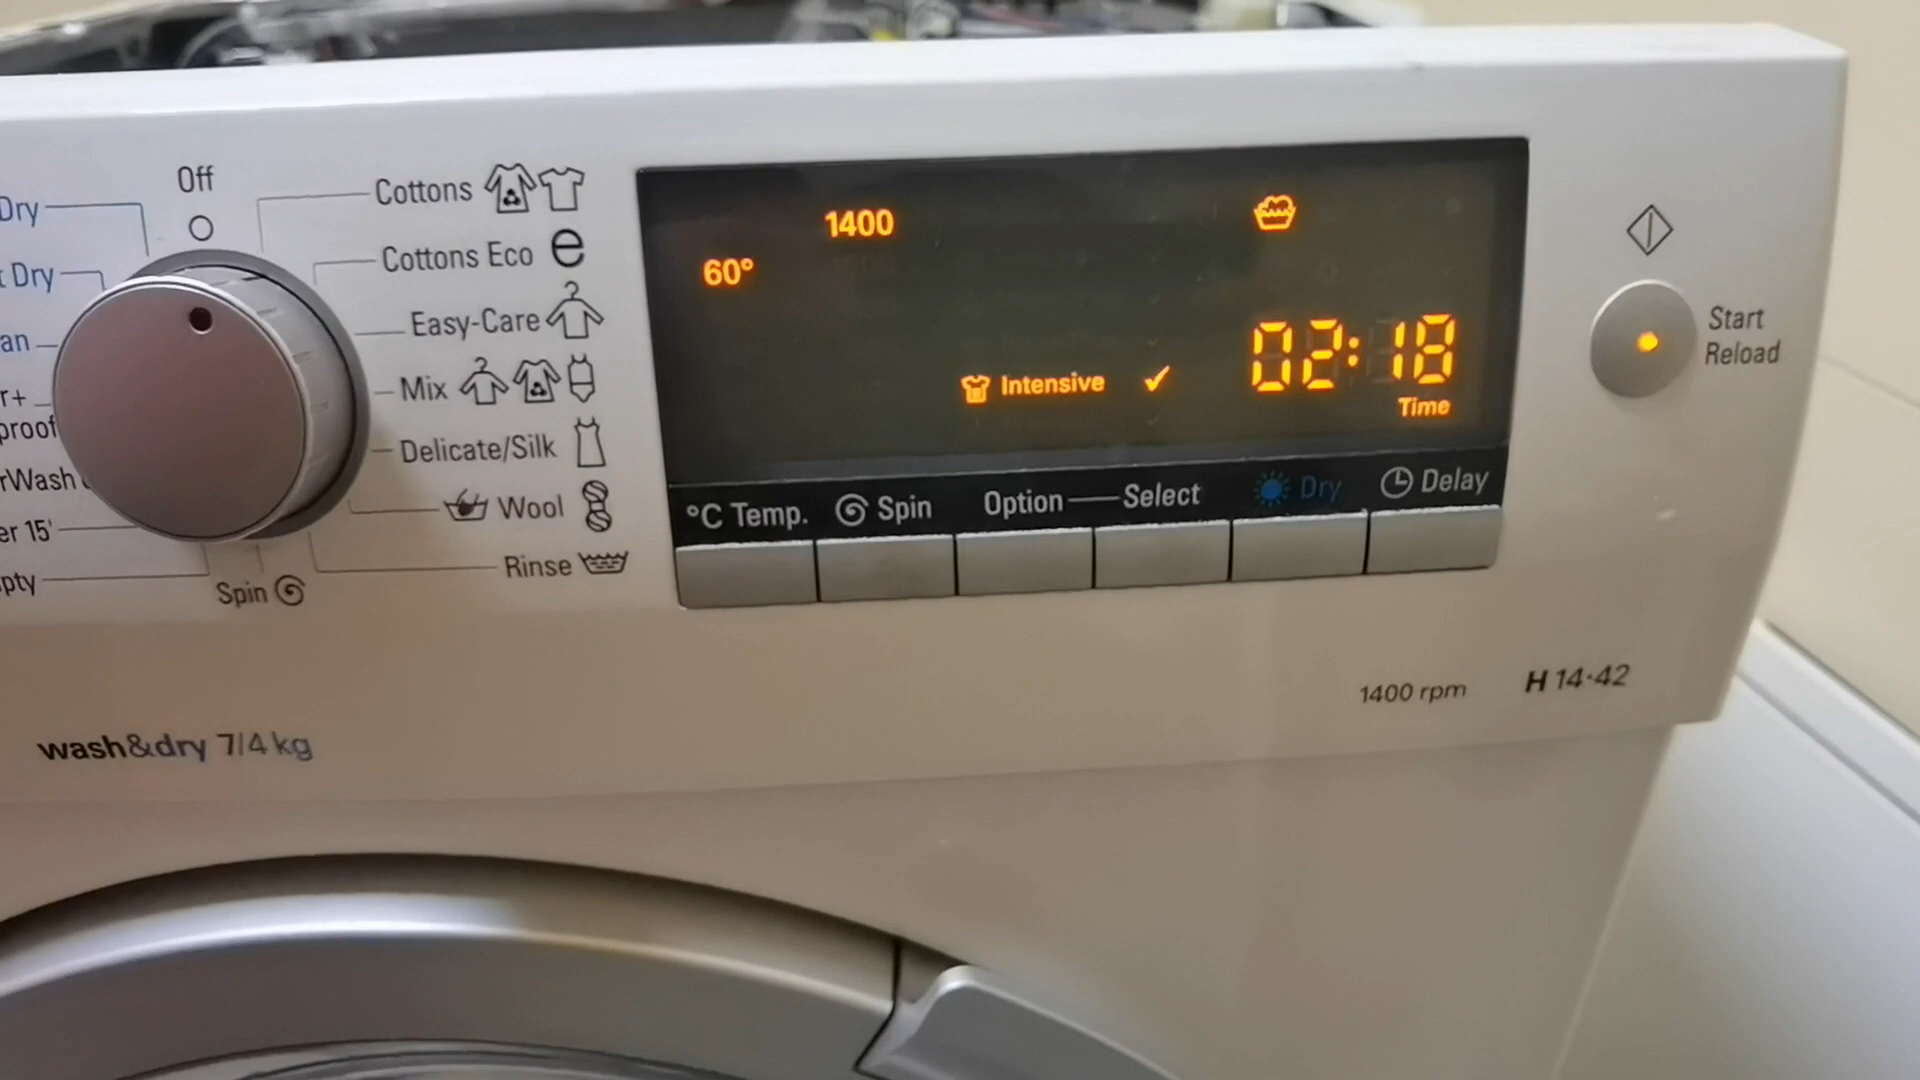 Off
Dry
t Dry
an
r+
proof
rWash
er 15'
pty
Spin
Cottons
Cottons Eco e
Easy-Care
Mix
Delicate/Silk
Wool
Rinse
1400
60°
Intensive ✓
02:18
Time
°C Temp.
Spin
Option — Select
Dry
Delay
Start
Reload
1400 rpm
H 14·42
wash&dry 7/4 kg